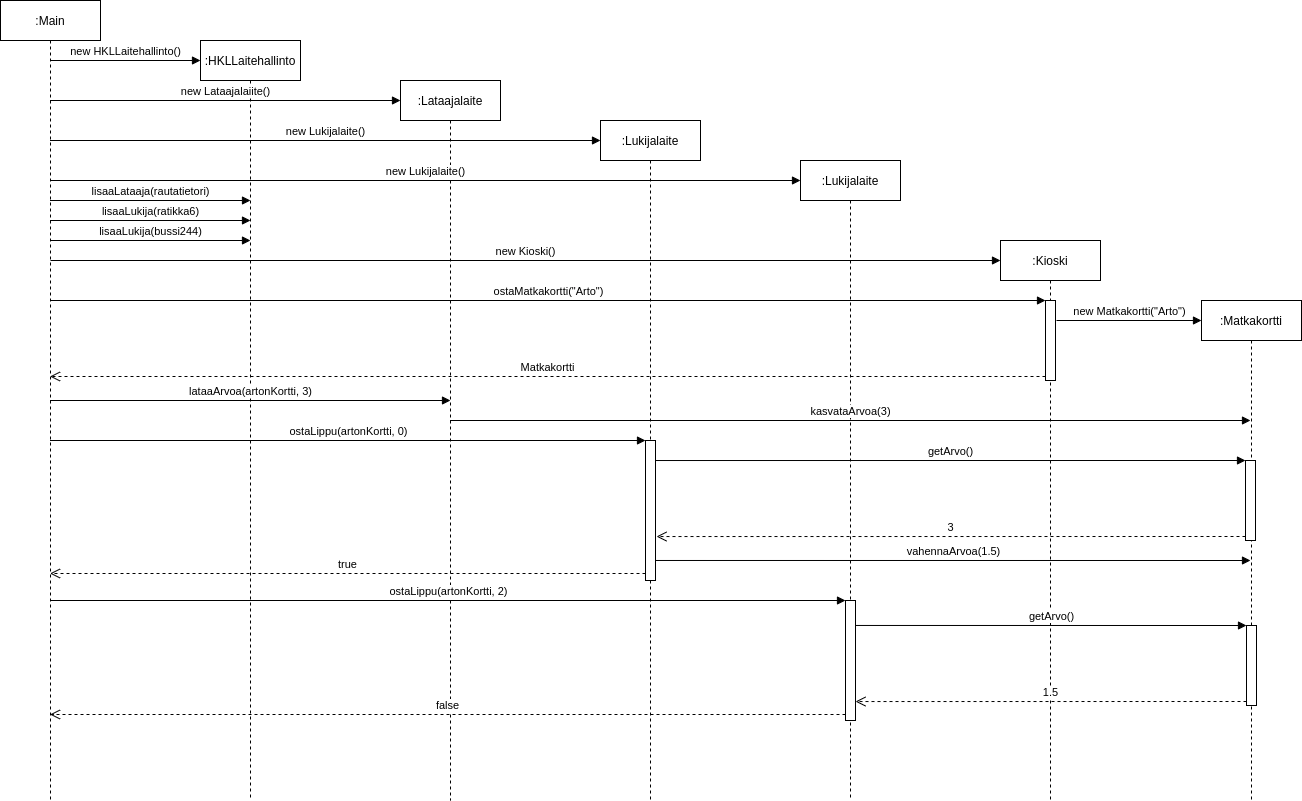 :Main
new HKLLaitehallinto()
:HKLLaitehallinto
new Lataajalaiite()
:Lataajalaite
new Lukijalaite()
:Lukijalaite
new Lukijalaite()
:Lukijalaite
lisaaLataaja(rautatietori)
lisaaLukija(ratikka6)
lisaaLukija(bussi244)
new Kioski()
:Kioski
ostaMatkakortti("Arto")
new Matkakortti("Arto")
:Matkakortti
Matkakortti
lataaArvoa(artonKortti, 3)
kasvataArvoa(3)
ostaLippu(artonKortti, 0)
getArvo()
3
vahennaArvoa(1.5)
true
ostaLippu(artonKortti, 2)
getArvo()
1.5
false